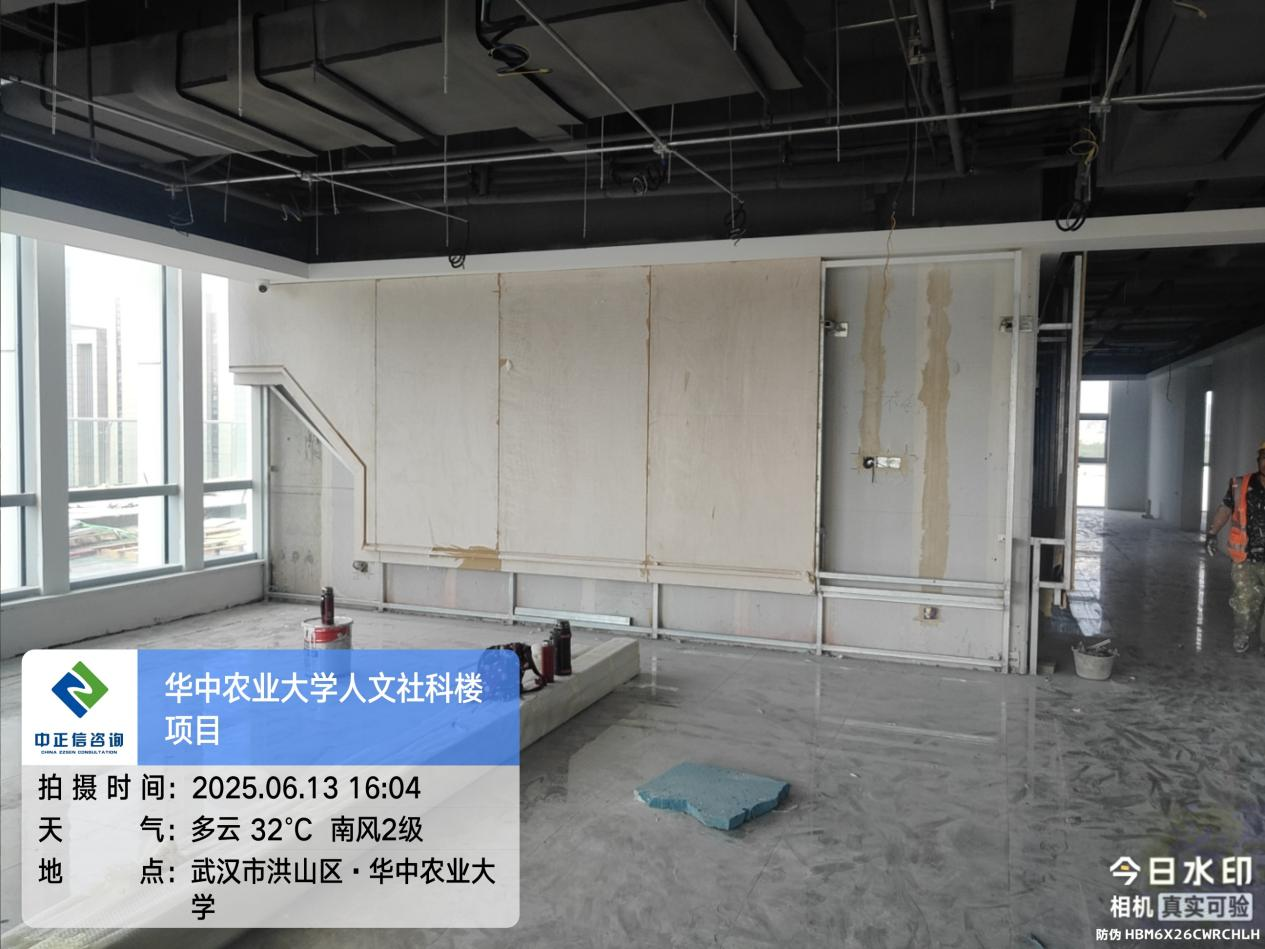 华中农业大学人文社科楼
项目
中正信咨询
CHINA ZZSEN CONSULTATION
拍摄时间：2025.06.13 16:04
天气：多云 32℃ 南风2级
地点：武汉市洪山区·华中农业大
学
今日水印
相机 真实可验
防伪 HBM6X26CWRCHLH